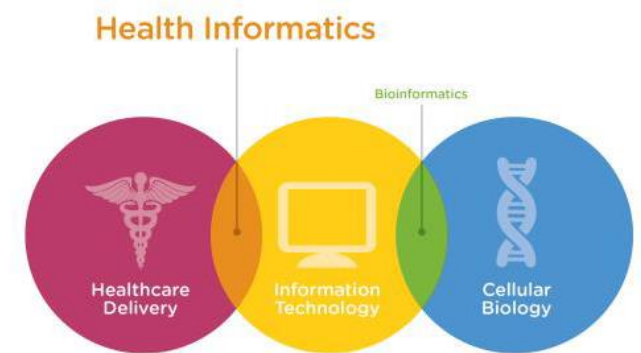 Health Informatics
Bioinformatics
Healthcare
Delivery
Information
Technology
Cellular
Biology